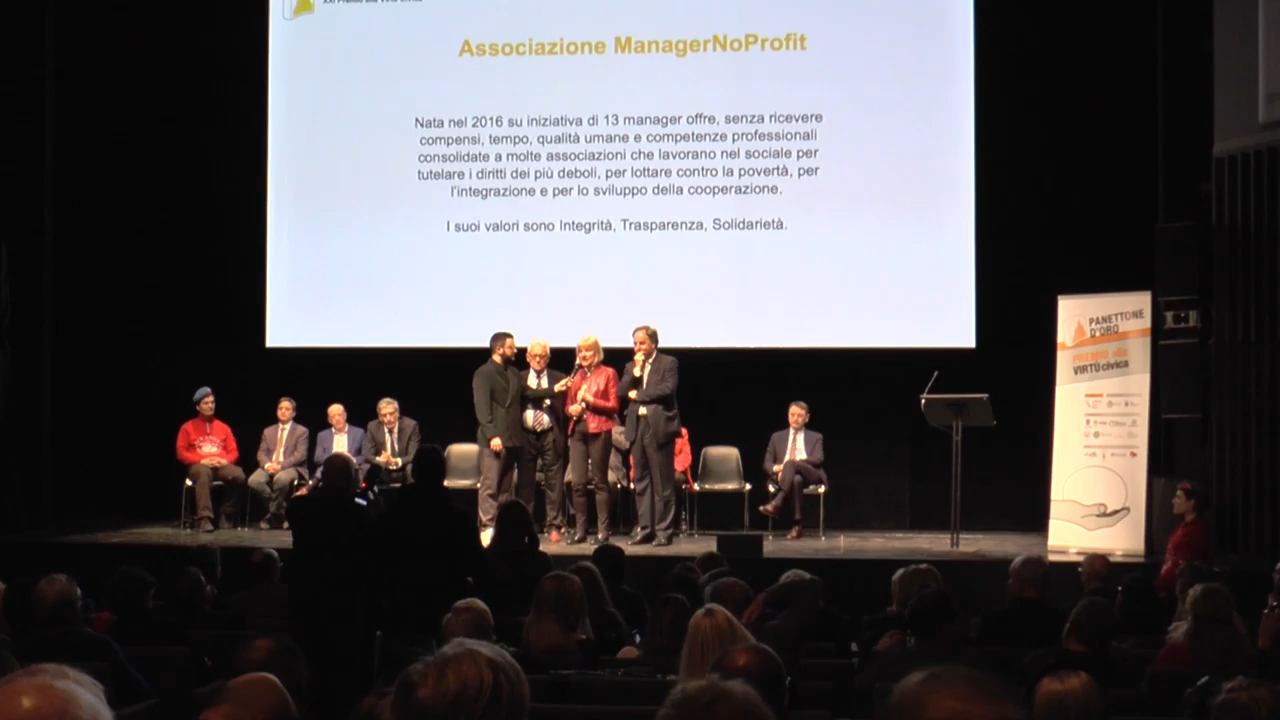 Associazione ManagerNoProfit
Nata nel 2016 su iniziativa di 13 manager offre, senza ricevere
compensi, tempo, qualità umane e competenze professionali
consolidate a molte associazioni che lavorano nel sociale per
tutelare i diritti dei più deboli, per lottare contro la povertà, per
l'integrazione e per lo sviluppo della cooperazione.
I suoi valori sono Integrità, Trasparenza, Solidarietà.
PANETTONE
D'ORO
PREMIO alla
VIRTÙ civica